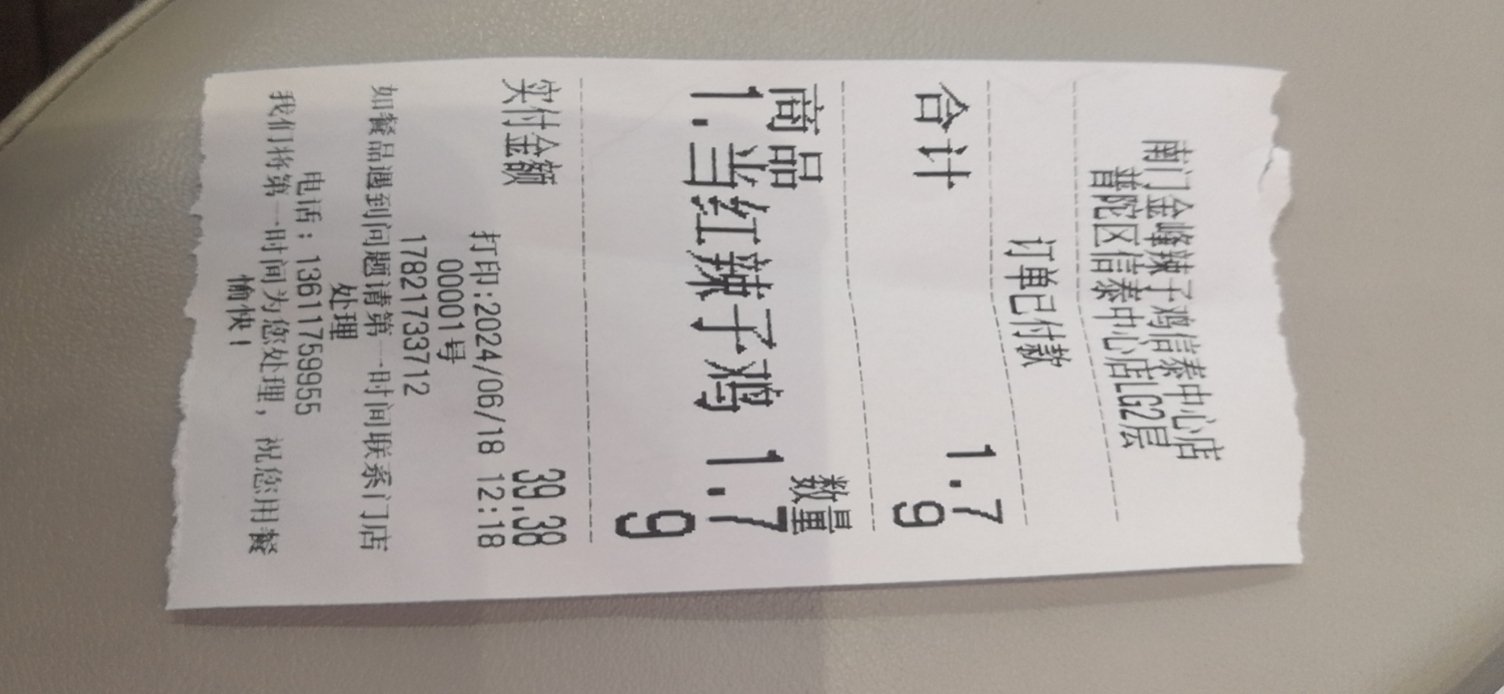 南门金峰辣子鸡信泰中心店
普陀区信泰中心店LG2层
订单已付款
合计 1.7
9
商品 数量
1.当红辣子鸡 1.7
9
实付金额 39.38
打印:2024/06/18 12:18
00001号
17821733712
如餐品遇到问题请第一时间联系门店
处理
电话：13611759955
我们将第一时间为您处理，祝您用餐
愉快！